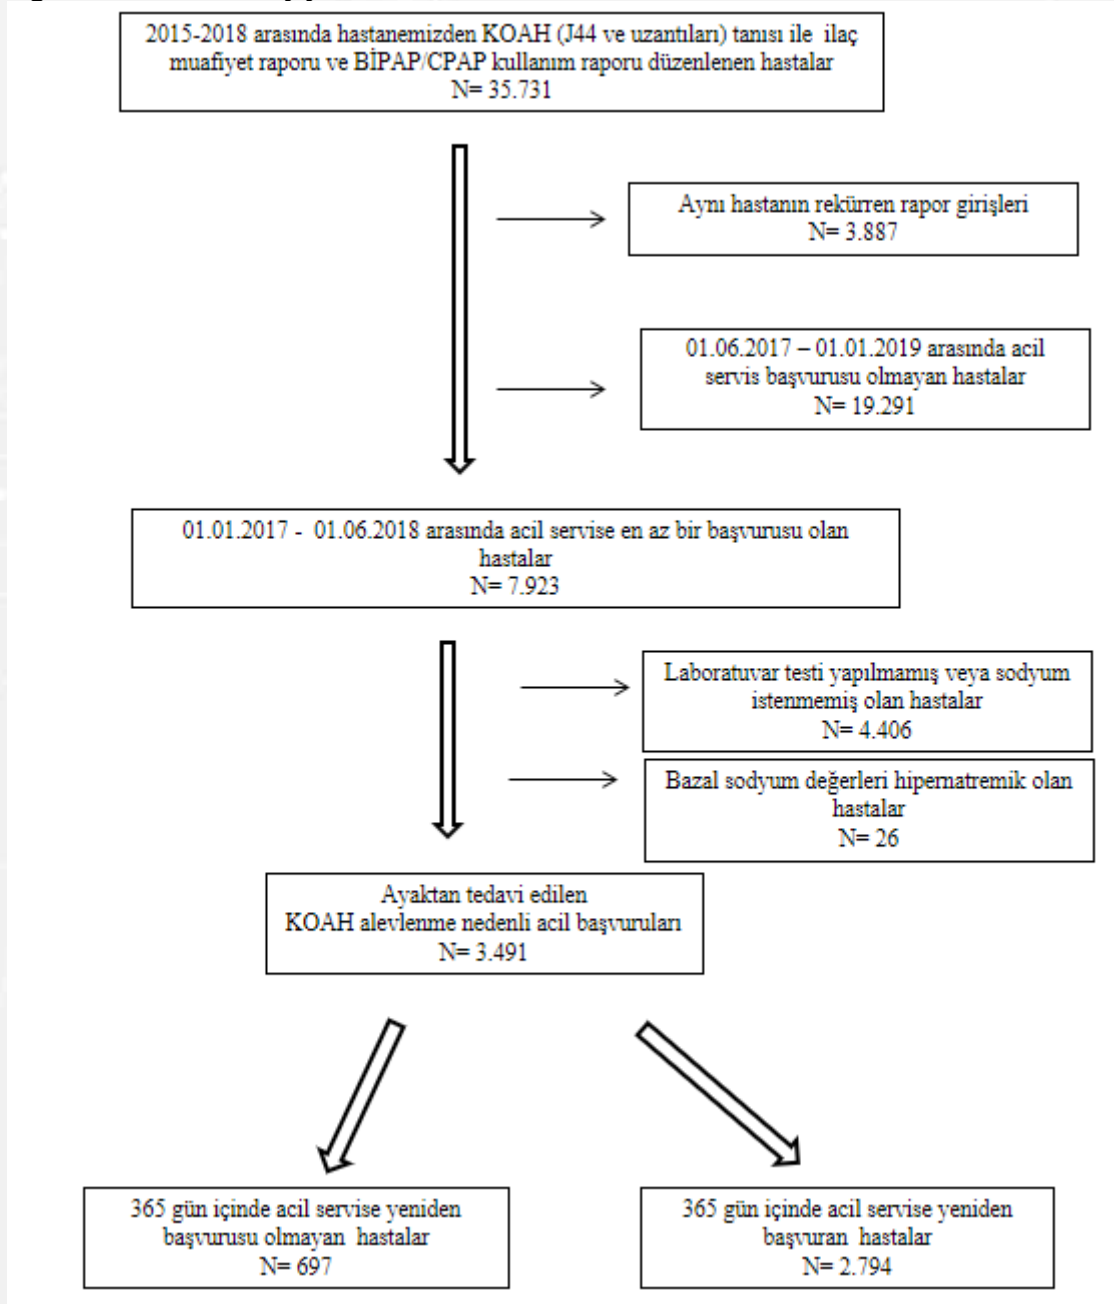 2015-2018 arasında hastanemizden KOAH (J44 ve uzantıları) tanısı ile ilaç
muafiyet raporu ve BİPAP/CPAP kullanım raporu düzenlenen hastalar
N= 35.731
Aynı hastanın rekürren rapor girişleri
N= 3.887
01.06.2017 – 01.01.2019 arasında acil
servis başvurusu olmayan hastalar
N= 19.291
01.01.2017 - 01.06.2018 arasında acil servise en az bir başvurusu olan
hastalar
N= 7.923
Laboratuvar testi yapılmamış veya sodyum
istenmemiş olan hastalar
N= 4.406
Bazal sodyum değerleri hipernatremik olan
hastalar
N= 26
Ayaktan tedavi edilen
KOAH alevlenme nedenli acil başvuruları
N= 3.491
365 gün içinde acil servise yeniden
başvurusu olmayan hastalar
N= 697
365 gün içinde acil servise yeniden
başvuran hastalar
N= 2.794